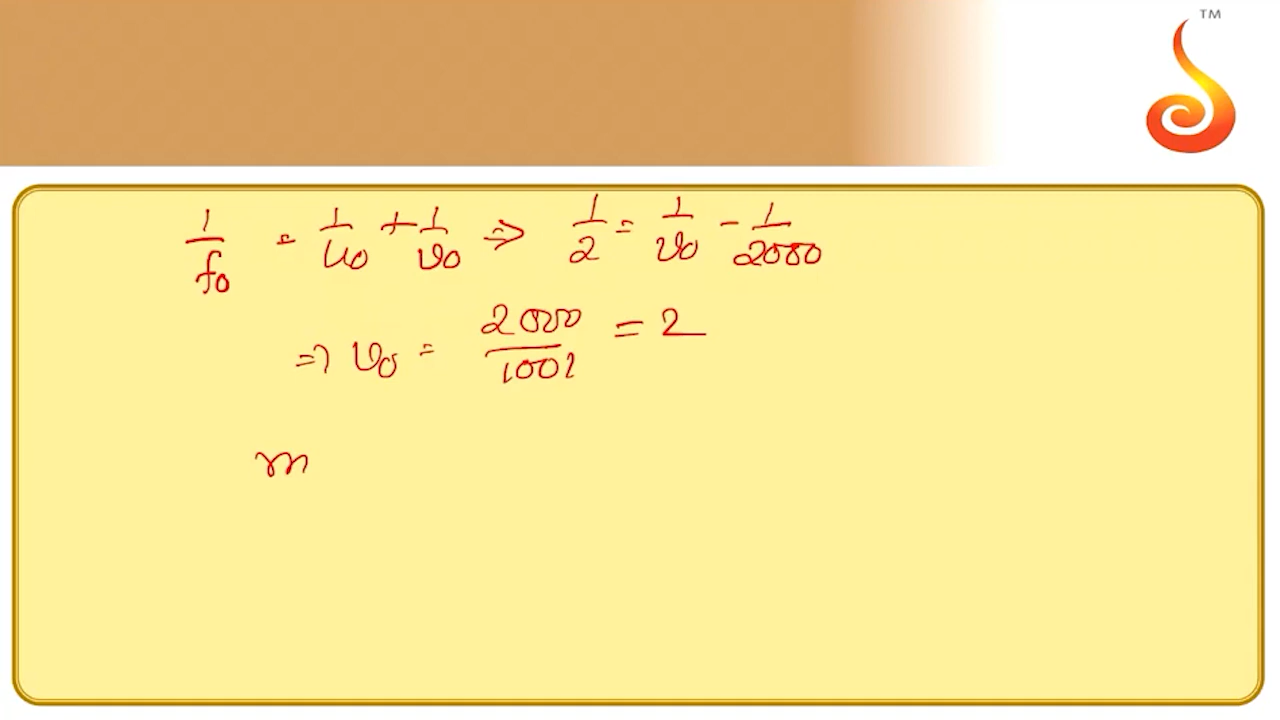 TM
1/f₀ = 1/u₀ + 1/v₀ ⇒ 1/2 = 1/v₀ - 1/2000
⇒ v₀ = 2000/1001 = 2
m